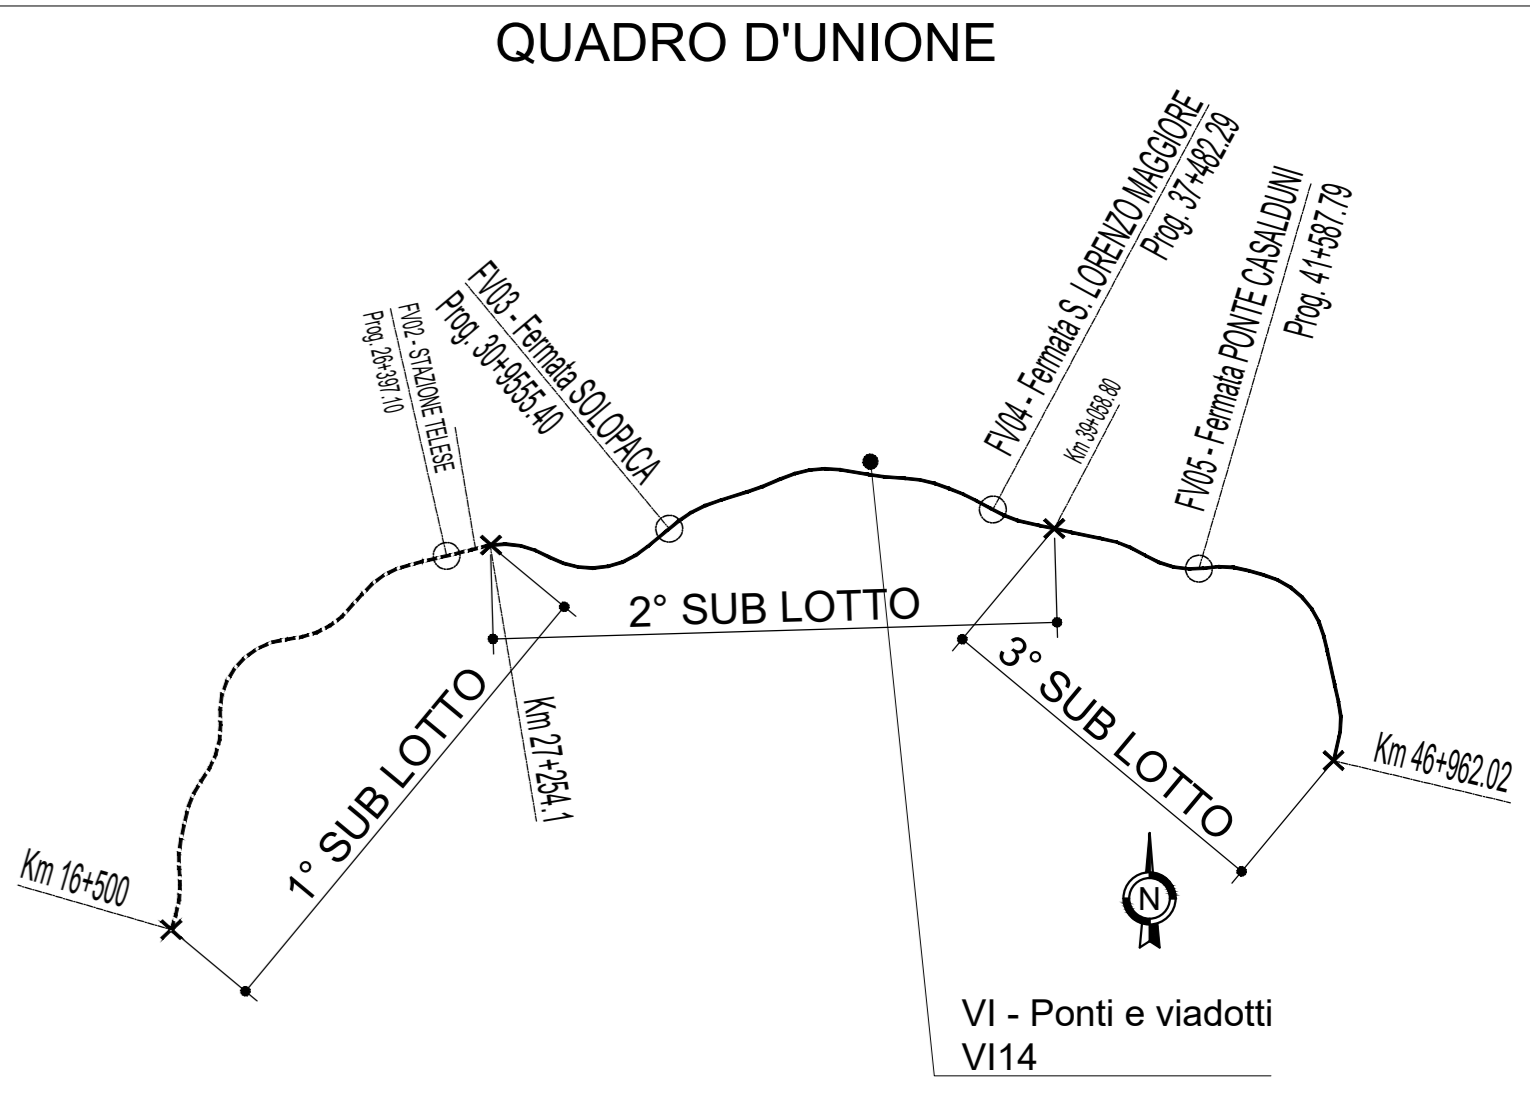 QUADRO D'UNIONE
FV02 - STAZIONE TELESE
Prog. 26+397.10
FV03 - Fermata SOLOPACA
Prog. 30+9555.40
FV04 - Fermata S. LORENZO MAGGIORE
Prog. 37+482.29
Km 39+058.80
FV05 - Fermata PONTE CASALDUNI
Prog. 41+587.79
1° SUB LOTTO
2° SUB LOTTO
3° SUB LOTTO
Km 16+500
Km 27+254.1
Km 46+962.02
N
VI - Ponti e viadotti
VI14